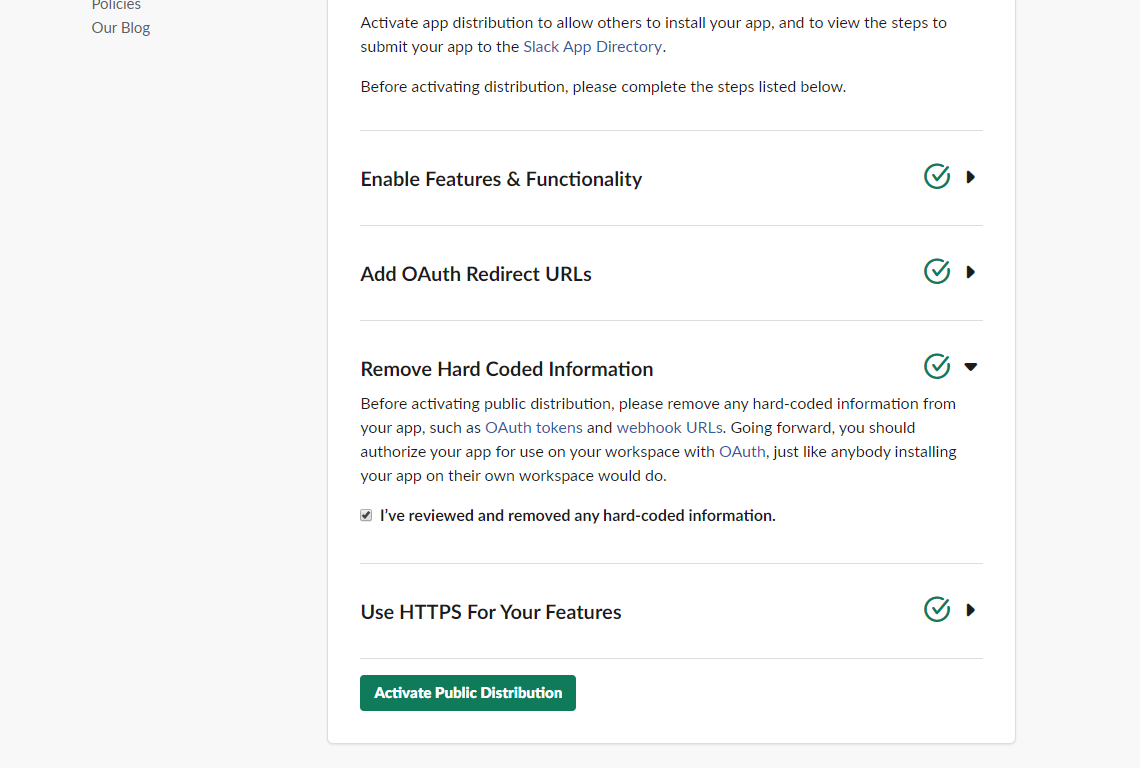 Policies
Our Blog
Activate app distribution to allow others to install your app, and to view the steps to
submit your app to the Slack App Directory.
Before activating distribution, please complete the steps listed below.
Enable Features & Functionality
Add OAuth Redirect URLs
Remove Hard Coded Information
Before activating public distribution, please remove any hard-coded information from
your app, such as OAuth tokens and webhook URLs. Going forward, you should
authorize your app for use on your workspace with OAuth, just like anybody installing
your app on their own workspace would do.
I’ve reviewed and removed any hard-coded information.
Use HTTPS For Your Features
Activate Public Distribution